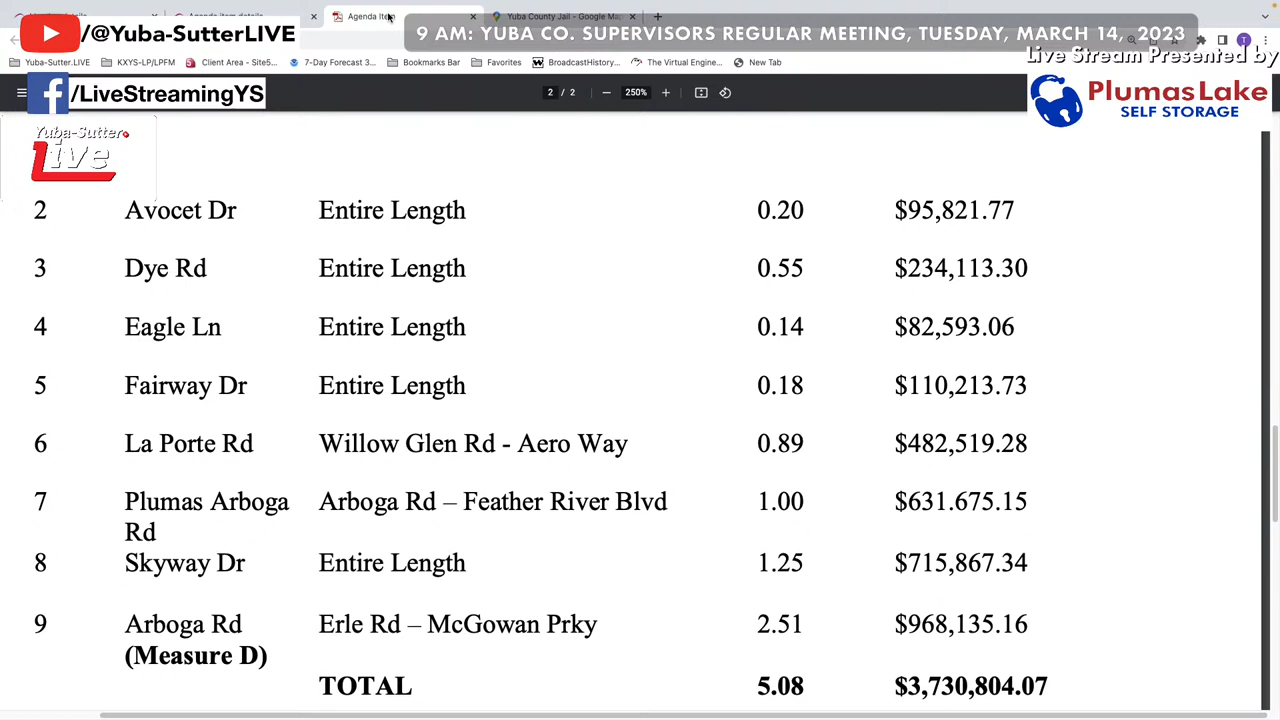 Agenda item details
Agenda Item
Yuba County Jail - Google Ma
/@Yuba-SutterLIVE
9 AM: YUBA CO. SUPERVISORS REGULAR MEETING, TUESDAY, MARCH 14, 2023
Live Stream Presented by
Yuba-Sutter.LIVE
KXYS-LP/LPFM
Client Area - Site5...
7-Day Forecast 3...
Bookmarks Bar
Favorites
BroadcastHistory...
The Virtual Engine...
New Tab
/LiveStreamingYS
2 / 2
250%
PlumasLake
SELF STORAGE
Yuba-Sutter
Live
2 Avocet Dr Entire Length 0.20 $95,821.77
3 Dye Rd Entire Length 0.55 $234,113.30
4 Eagle Ln Entire Length 0.14 $82,593.06
5 Fairway Dr Entire Length 0.18 $110,213.73
6 La Porte Rd Willow Glen Rd - Aero Way 0.89 $482,519.28
7 Plumas Arboga Arboga Rd – Feather River Blvd 1.00 $631.675.15
Rd
8 Skyway Dr Entire Length 1.25 $715,867.34
9 Arboga Rd Erle Rd – McGowan Prky 2.51 $968,135.16
(Measure D)
TOTAL 5.08 $3,730,804.07